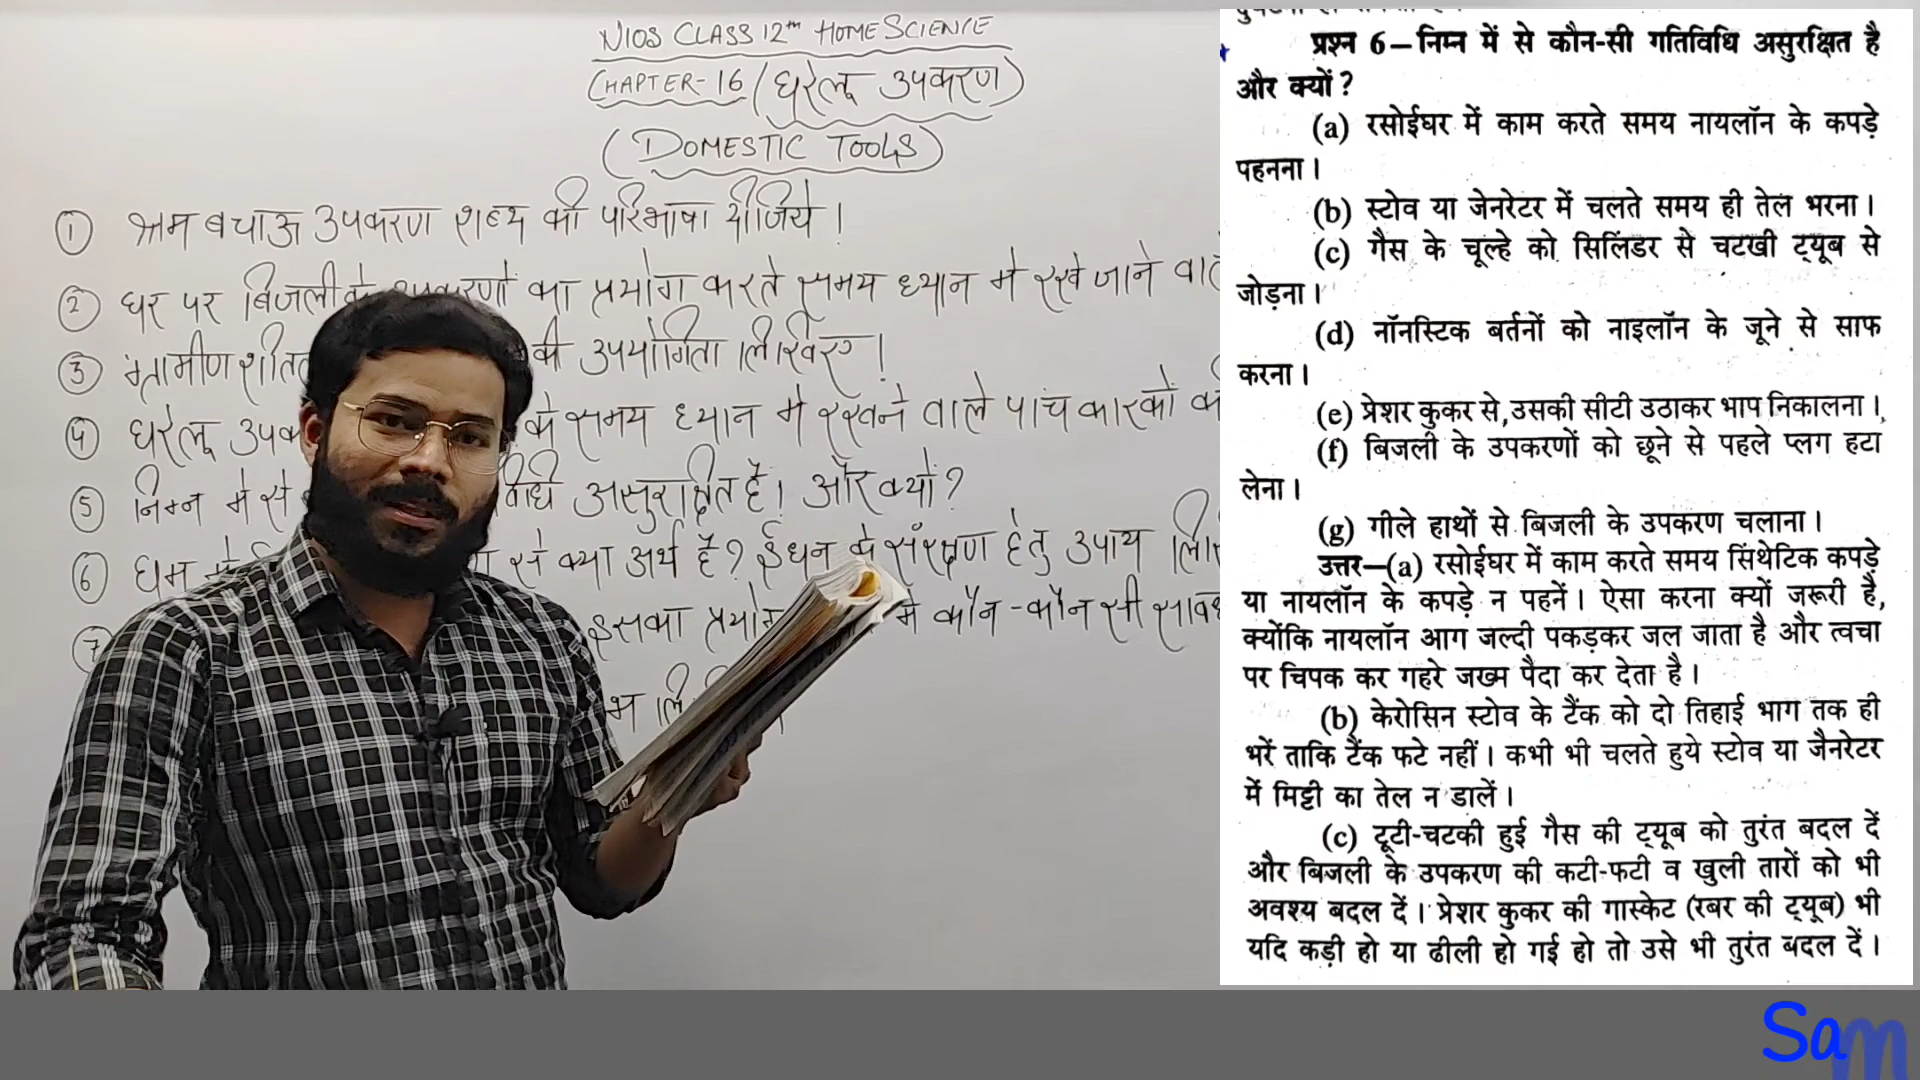 NIOS CLASS 12th HOME SCIENCE
CHAPTER-16 (घरेलू उपकरण)
(DOMESTIC TOOLS)
① श्रम बचाऊ उपकरण शब्द की परिभाषा दीजिये।
② घर पर बिजली के उपकरणों का प्रयोग करते समय ध्यान में रखे जाने
③ ग्रामीण की उपयोगिता लिखिए।
④ घरेलू के समय ध्यान में रखने वाले पांच कारकों
⑤ निम्न में से असुरक्षित है। और क्यों?
⑥ से क्या अर्थ है? ईंधन के संरक्षण हेतु उपाय
⑦ इसका में कौन-कौन सी
प्रश्न 6—निम्न में से कौन-सी गतिविधि असुरक्षित है
और क्यों?
(a) रसोईघर में काम करते समय नायलॉन के कपड़े
पहनना।
(b) स्टोव या जेनरेटर में चलते समय ही तेल भरना।
(c) गैस के चूल्हे को सिलिंडर से चटखी ट्यूब से
जोड़ना।
(d) नॉनस्टिक बर्तनों को नाइलॉन के जूने से साफ
करना।
(e) प्रेशर कुकर से, उसकी सीटी उठाकर भाप निकालना।
(f) बिजली के उपकरणों को छूने से पहले प्लग हटा
लेना।
(g) गीले हाथों से बिजली के उपकरण चलाना।
उत्तर—(a) रसोईघर में काम करते समय सिंथेटिक कपड़े
या नायलॉन के कपड़े न पहनें। ऐसा करना क्यों जरूरी है,
क्योंकि नायलॉन आग जल्दी पकड़कर जल जाता है और त्वचा
पर चिपक कर गहरे जख्म पैदा कर देता है।
(b) केरोसिन स्टोव के टैंक को दो तिहाई भाग तक ही
भरें ताकि टैंक फटे नहीं। कभी भी चलते हुये स्टोव या जैनरेटर
में मिट्टी का तेल न डालें।
(c) टूटी-चटकी हुई गैस की ट्यूब को तुरंत बदल दें
और बिजली के उपकरण की कटी-फटी व खुली तारों को भी
अवश्य बदल दें। प्रेशर कुकर की गास्केट (रबर की ट्यूब) भी
यदि कड़ी हो या ढीली हो गई हो तो उसे भी तुरंत बदल दें।
Sam